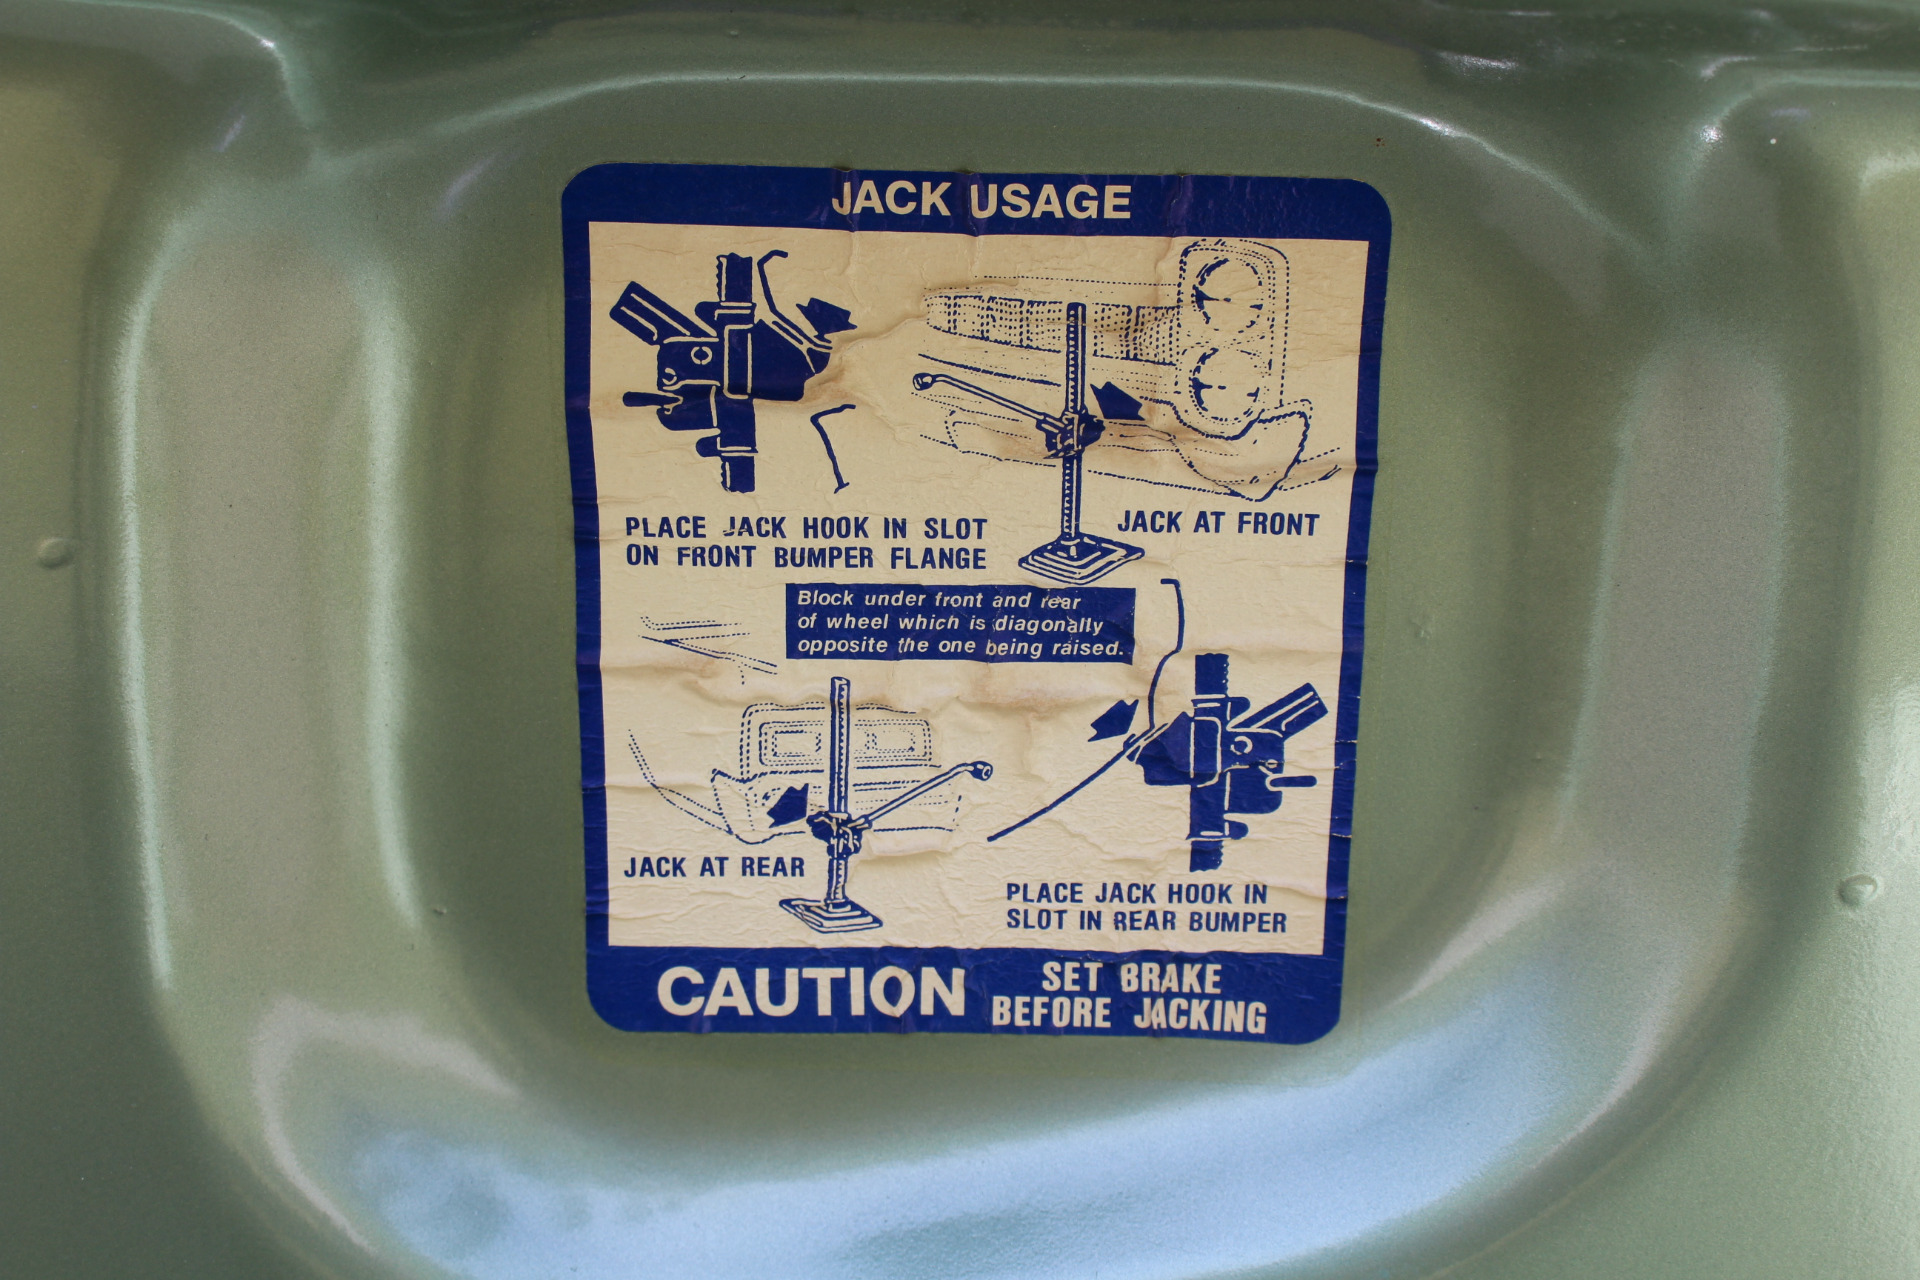 JACK USAGE
PLACE JACK HOOK IN SLOT
ON FRONT BUMPER FLANGE
JACK AT FRONT
Block under front and rear
of wheel which is diagonally
opposite the one being raised.
JACK AT REAR
PLACE JACK HOOK IN
SLOT IN REAR BUMPER
CAUTION
SET BRAKE
BEFORE JACKING